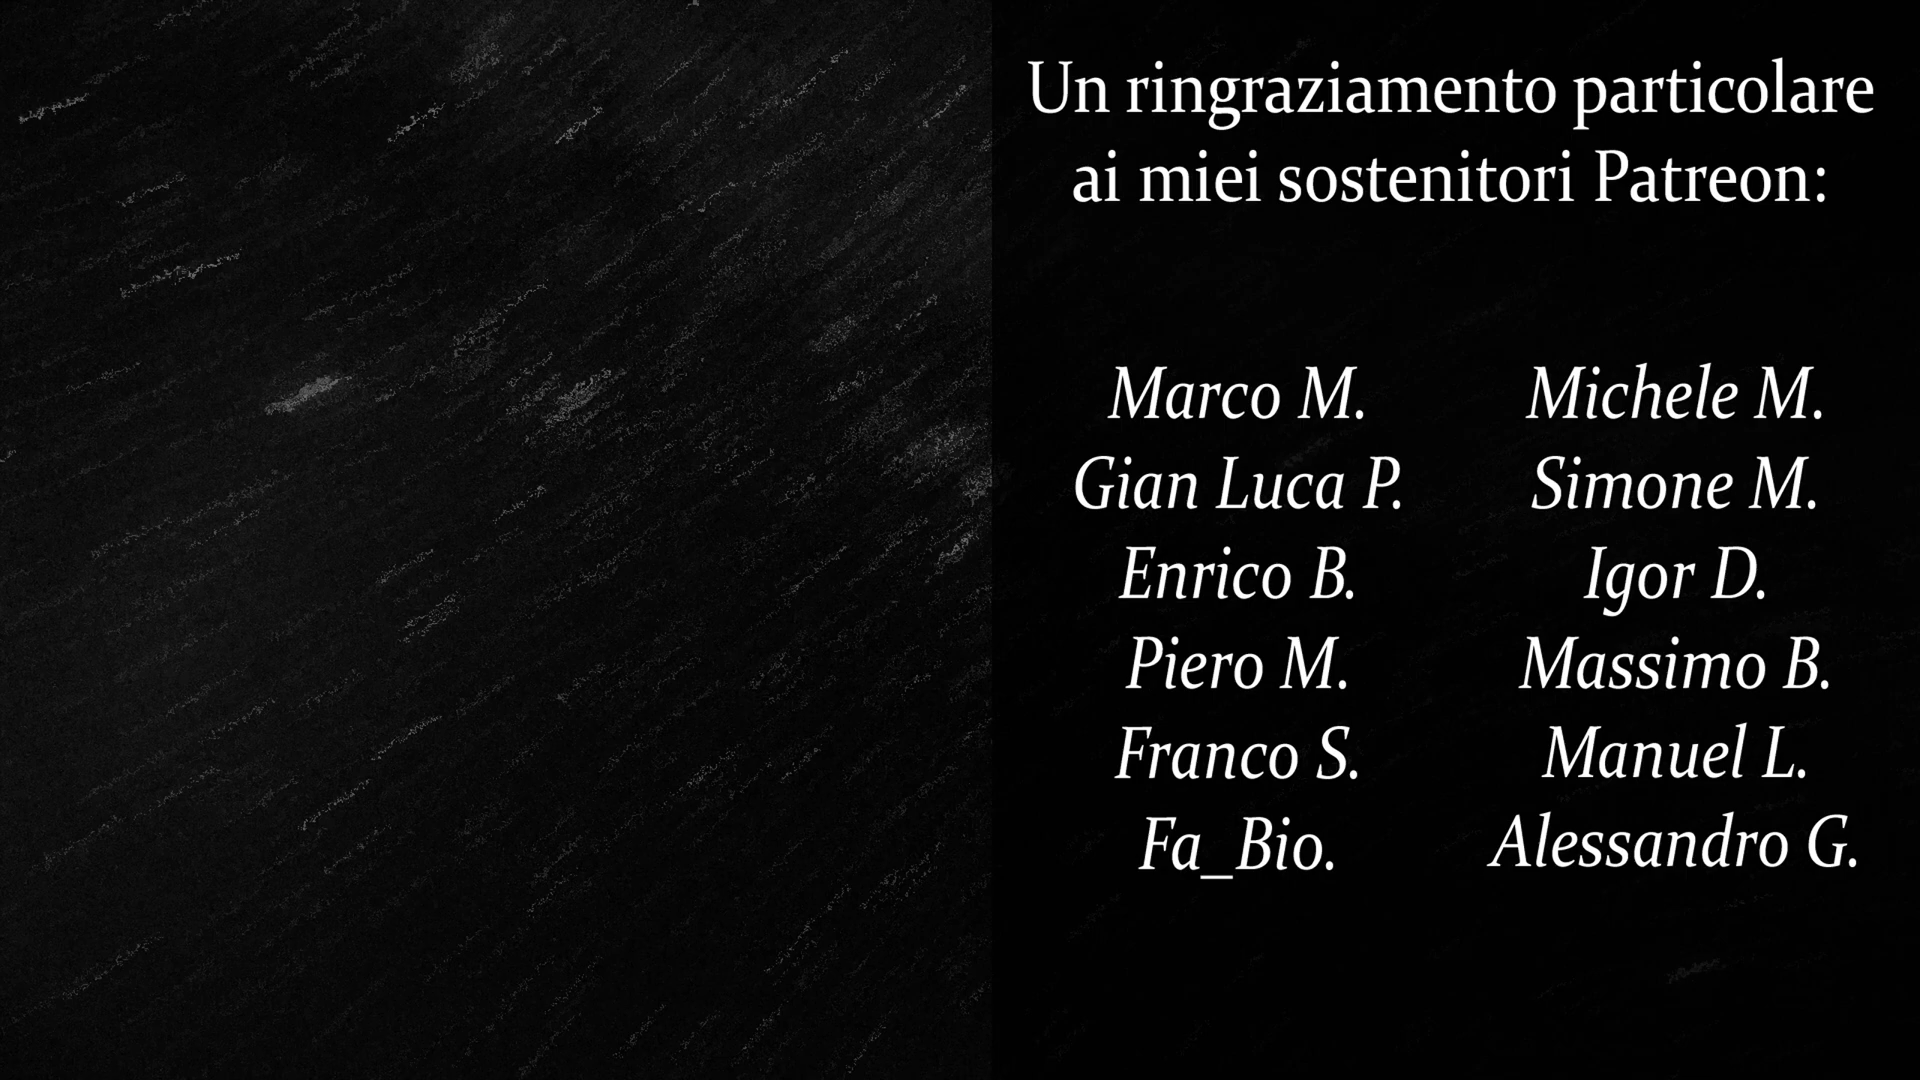 Un ringraziamento particolare
ai miei sostenitori Patreon:
Marco M.
Gian Luca P.
Enrico B.
Piero M.
Franco S.
Fa_Bio.
Michele M.
Simone M.
Igor D.
Massimo B.
Manuel L.
Alessandro G.